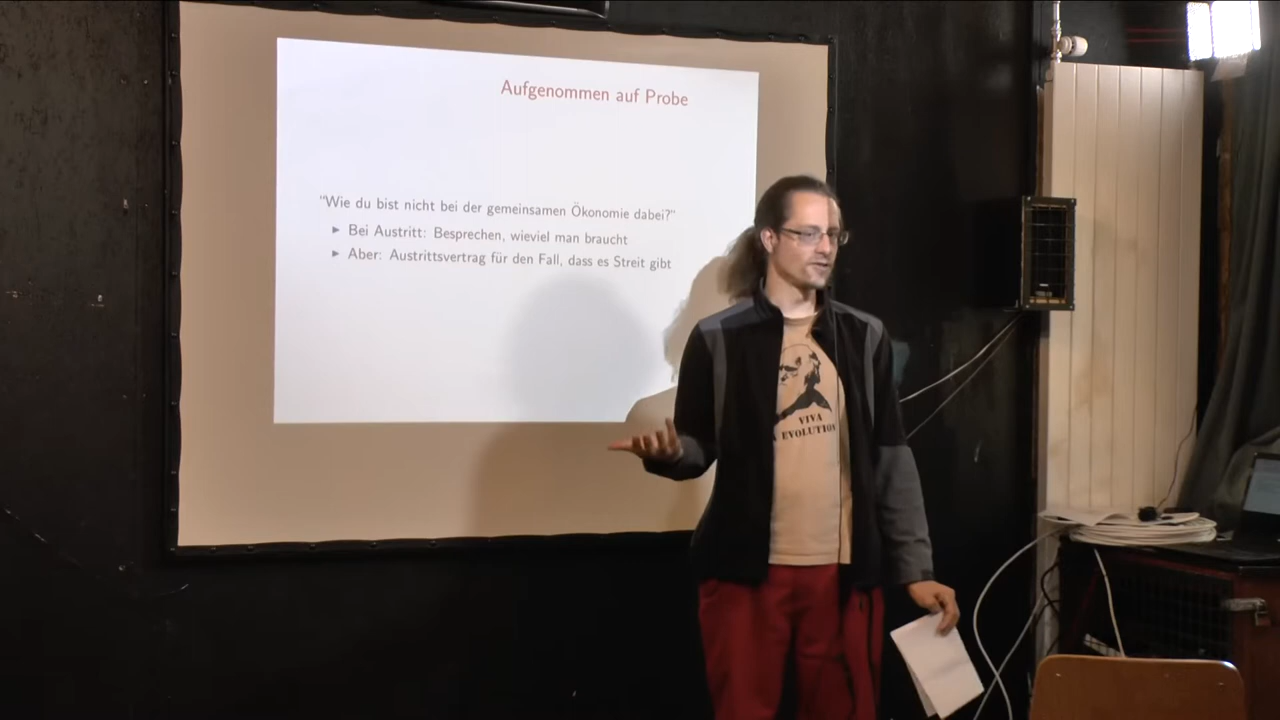 Aufgenommen auf Probe
"Wie du bist nicht bei der gemeinsamen Ökonomie dabei?"
▶ Bei Austritt: Besprechen, wieviel man braucht
▶ Aber: Austrittsvertrag für den Fall, dass es Streit gibt
VIVA
EVOLUTION